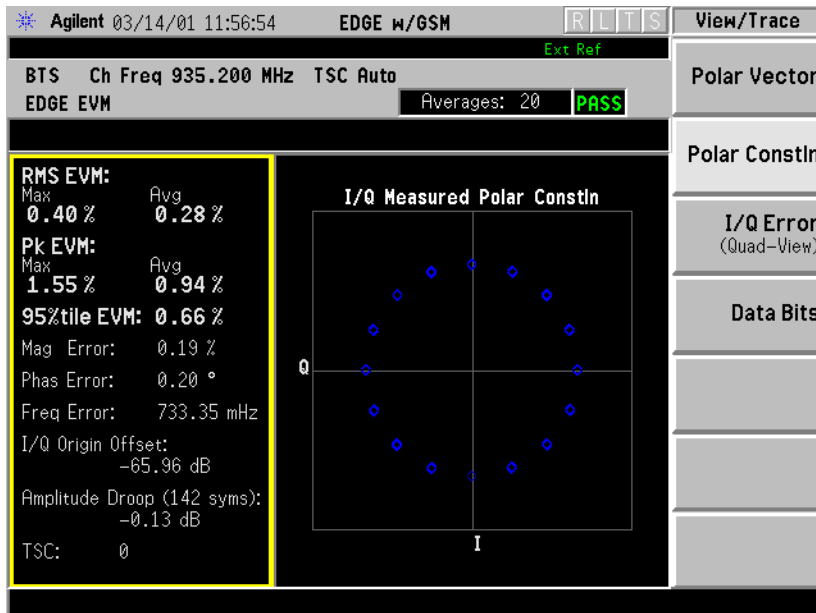 Agilent 03/14/01 11:56:54 EDGE w/GSM R L T S View/Trace
Ext Ref
BTS Ch Freq 935.200 MHz TSC Auto
EDGE EVM Averages: 20 PASS
Polar Vector
Polar Constln
I/Q Error
(Quad-View)
Data Bits
RMS EVM:
Max Avg
0.40 % 0.28 %
Pk EVM:
Max Avg
1.55 % 0.94 %
95%tile EVM: 0.66 %
Mag Error: 0.19 %
Phas Error: 0.20 °
Freq Error: 733.35 mHz
I/Q Origin Offset:
-65.96 dB
Amplitude Droop (142 syms):
-0.13 dB
TSC: 0
I/Q Measured Polar Constln
Q
I